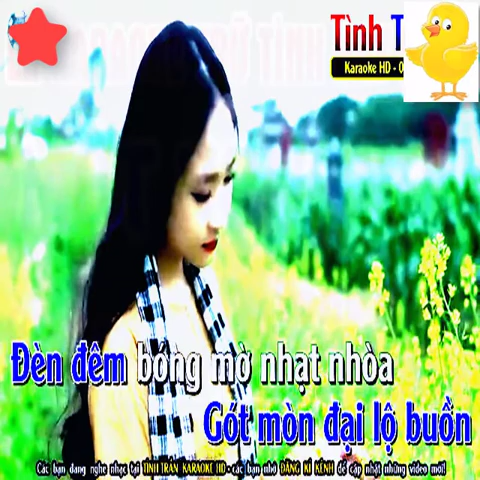 Tình T
Karaoke HD - 0
Đèn đêm bóng mờ nhạt nhòa
Gót mòn đại lộ buồn
Các bạn đang nghe nhạc tại TÌNH TRẦN KARAOKE HD - các bạn nhớ ĐĂNG KÍ KÊNH để cập nhật những video mới!